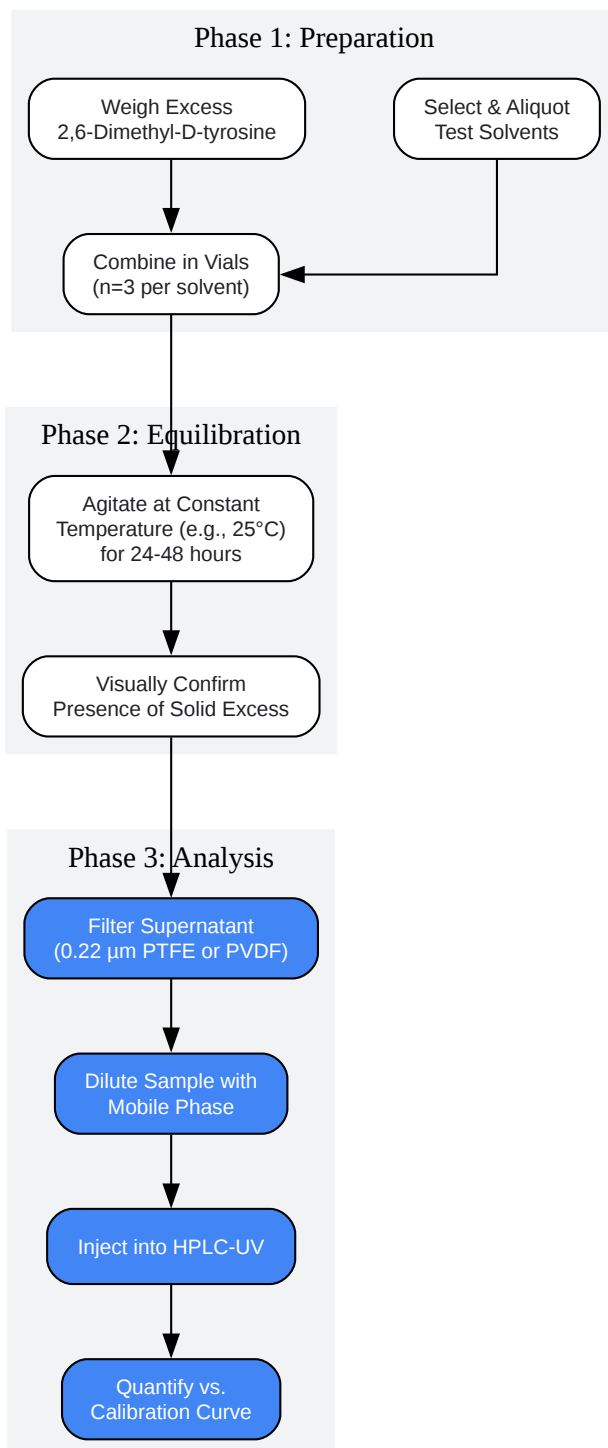 Phase 1: Preparation
Weigh Excess
2,6-Dimethyl-D-tyrosine
Select & Aliquot
Test Solvents
Combine in Vials
(n=3 per solvent)
Phase 2: Equilibration
Agitate at Constant
Temperature (e.g., 25°C)
for 24-48 hours
Visually Confirm
Presence of Solid Excess
Phase 3: Analysis
Filter Supernatant
(0.22 µm PTFE or PVDF)
Dilute Sample with
Mobile Phase
Inject into HPLC-UV
Quantify vs.
Calibration Curve